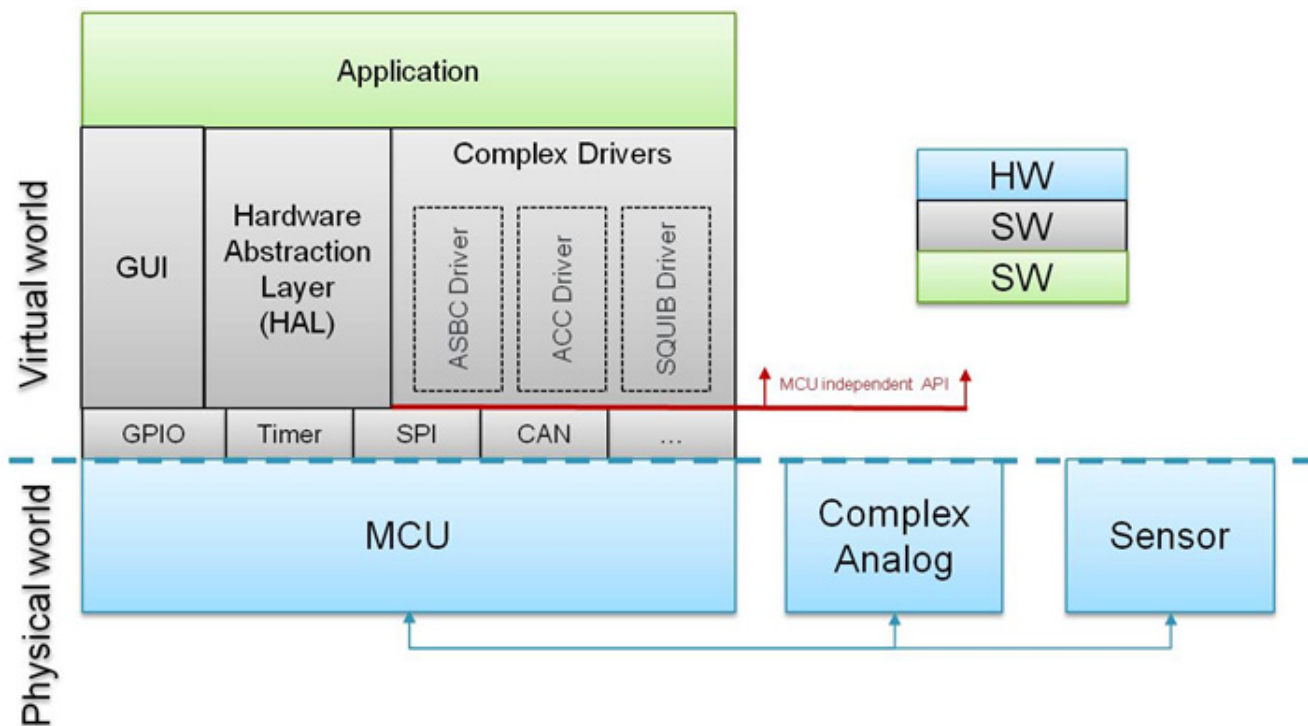 Application
Virtual world
GUI
Hardware
Abstraction
Layer
(HAL)
Complex Drivers
ASBC Driver
ACC Driver
SQUIB Driver
HW
SW
SW
MCU independent API
GPIO
Timer
SPI
CAN
...
Physical world
MCU
Complex
Analog
Sensor